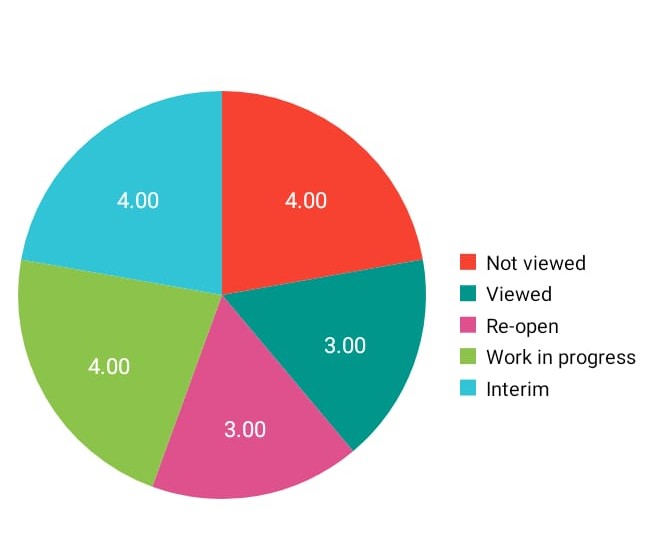 4.00
4.00
3.00
4.00
3.00
Not viewed
Viewed
Re-open
Work in progress
Interim